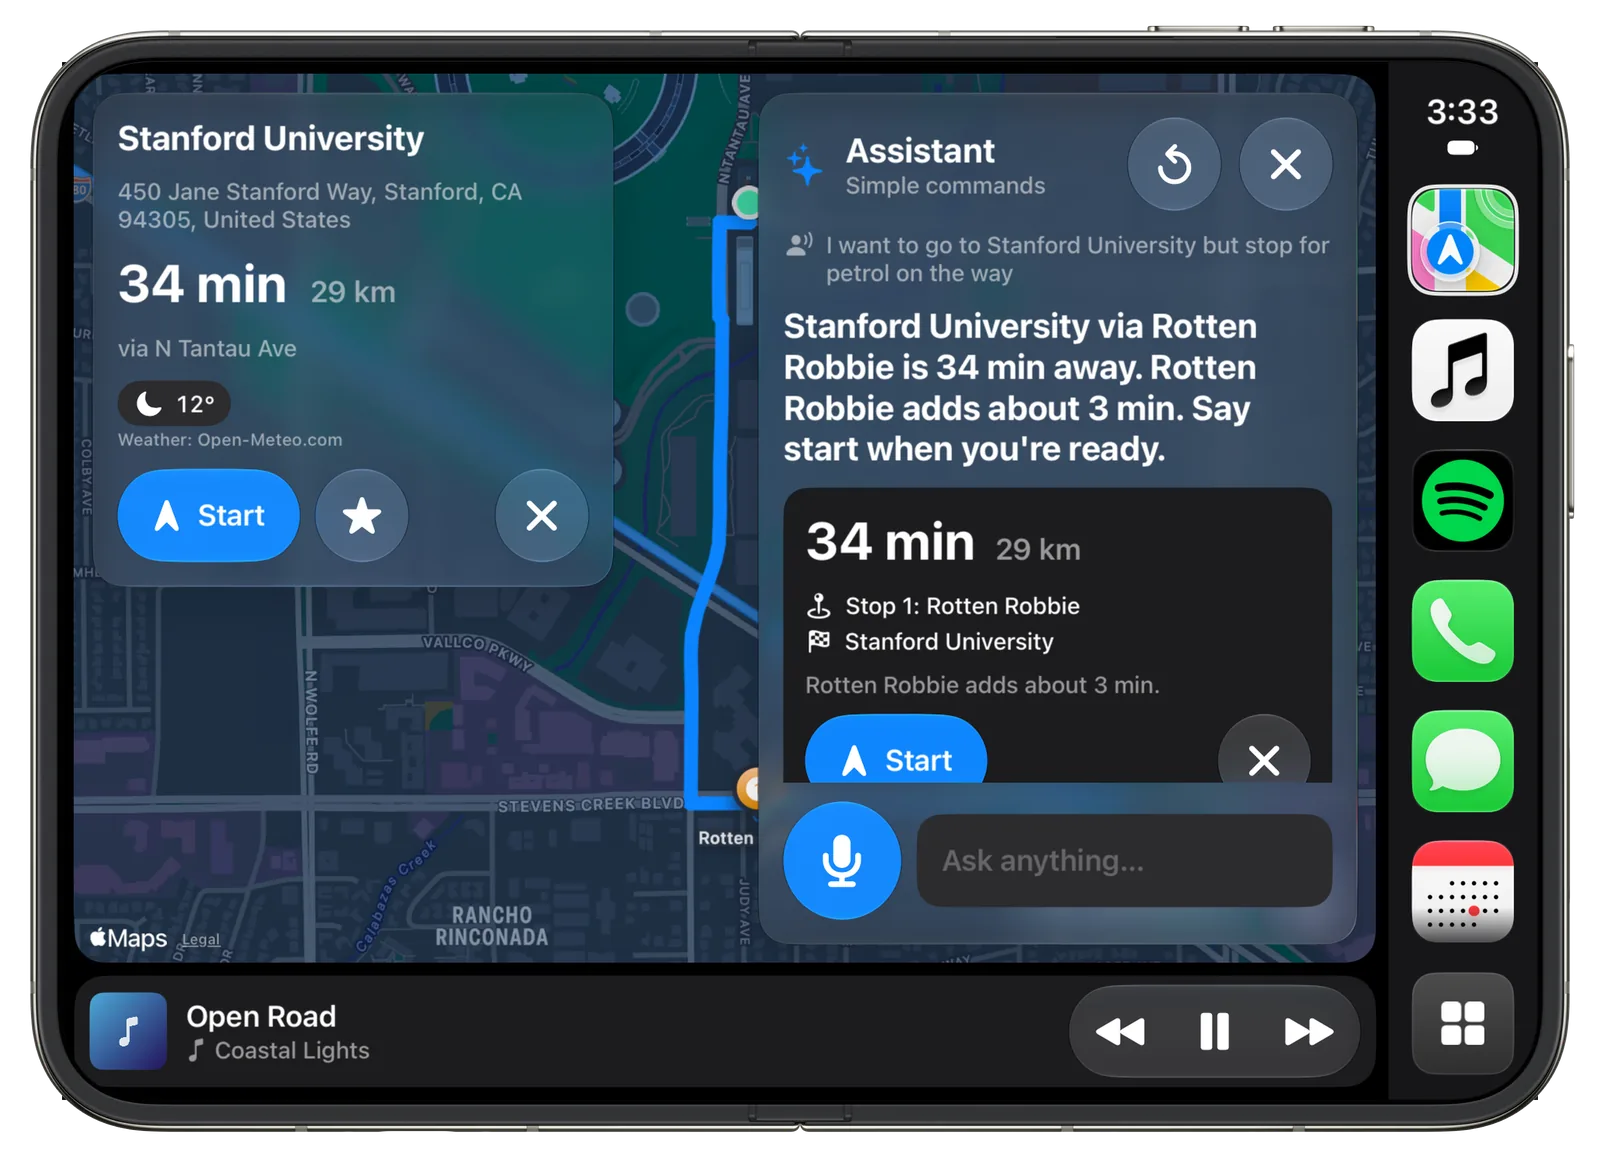 Stanford University
450 Jane Stanford Way, Stanford, CA
94305, United States
34 min 29 km
via N Tantau Ave
12°
Weather: Open-Meteo.com
Start
N TANTAU AVE
COLBY AVE
VALLCO PKWY
N WOLFE RD
STEVENS CREEK BLVD
Rotten
JUDY AVE
Calabazas Creek
RANCHO
RINCONADA
Maps Legal
Assistant
Simple commands
I want to go to Stanford University but stop for
petrol on the way
Stanford University via Rotten
Robbie is 34 min away. Rotten
Robbie adds about 3 min. Say
start when you're ready.
34 min 29 km
Stop 1: Rotten Robbie
Stanford University
Rotten Robbie adds about 3 min.
Start
Ask anything...
Open Road
Coastal Lights
3:33